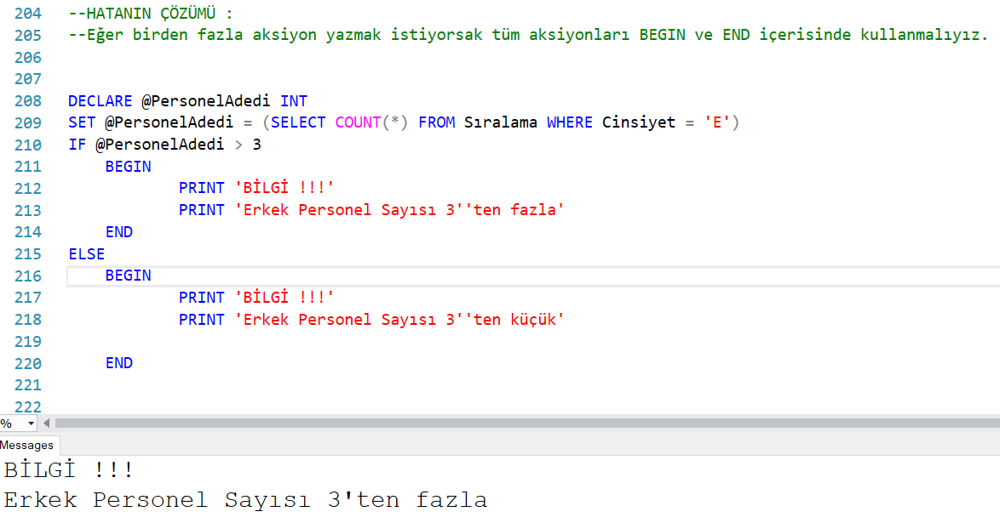 204 --HATANIN ÇÖZÜMÜ :
205 --Eğer birden fazla aksiyon yazmak istiyorsak tüm aksiyonları BEGIN ve END içerisinde kullanmalıyız.
206
207
208 DECLARE @PersonelAdedi INT
209 SET @PersonelAdedi = (SELECT COUNT(*) FROM Sıralama WHERE Cinsiyet = 'E')
210 IF @PersonelAdedi > 3
211 BEGIN
212 PRINT 'BİLGİ !!!'
213 PRINT 'Erkek Personel Sayısı 3''ten fazla'
214 END
215 ELSE
216 BEGIN
217 PRINT 'BİLGİ !!!'
218 PRINT 'Erkek Personel Sayısı 3''ten küçük'
219
220 END
221
222
%
Messages
BİLGİ !!!
Erkek Personel Sayısı 3'ten fazla